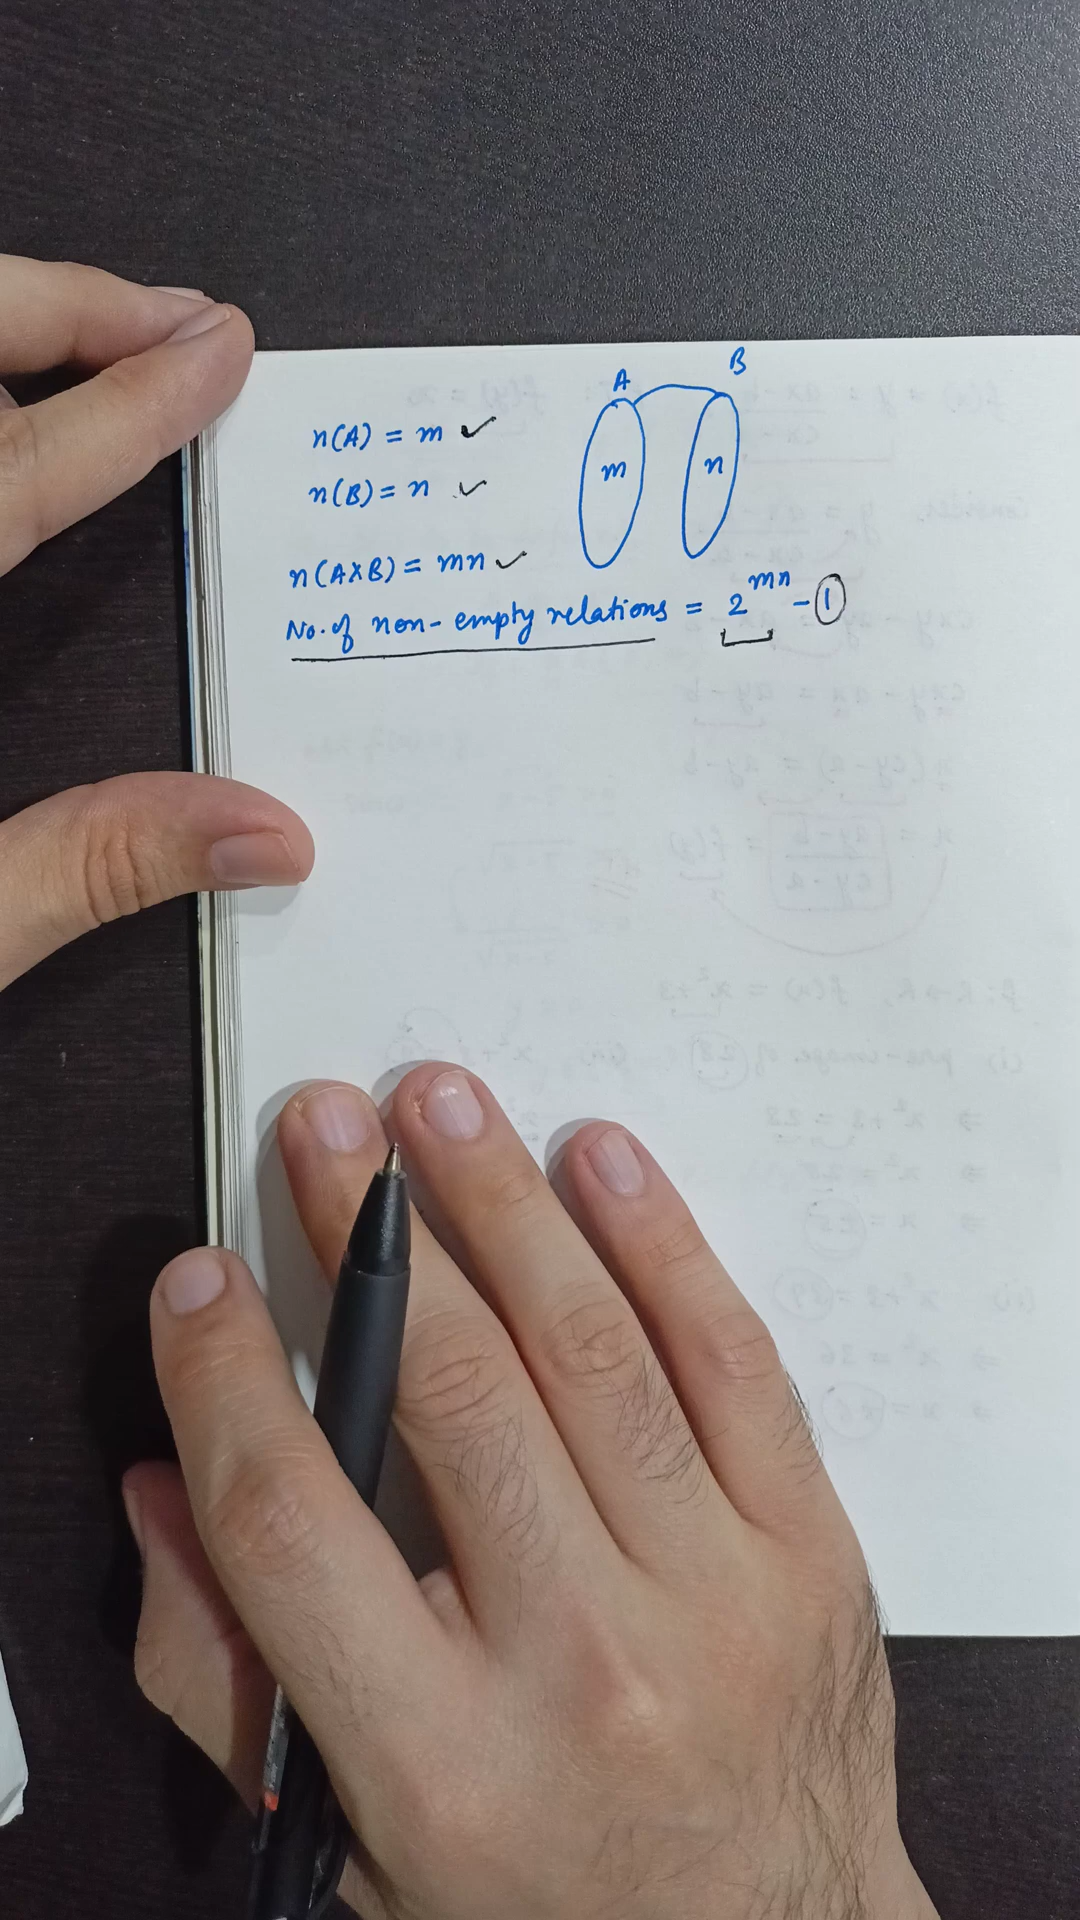 A B
n(A) = m ✓
n(B) = n ✓
m n
n(A×B) = mn ✓
No. of non-empty relations = 2^mn - 1